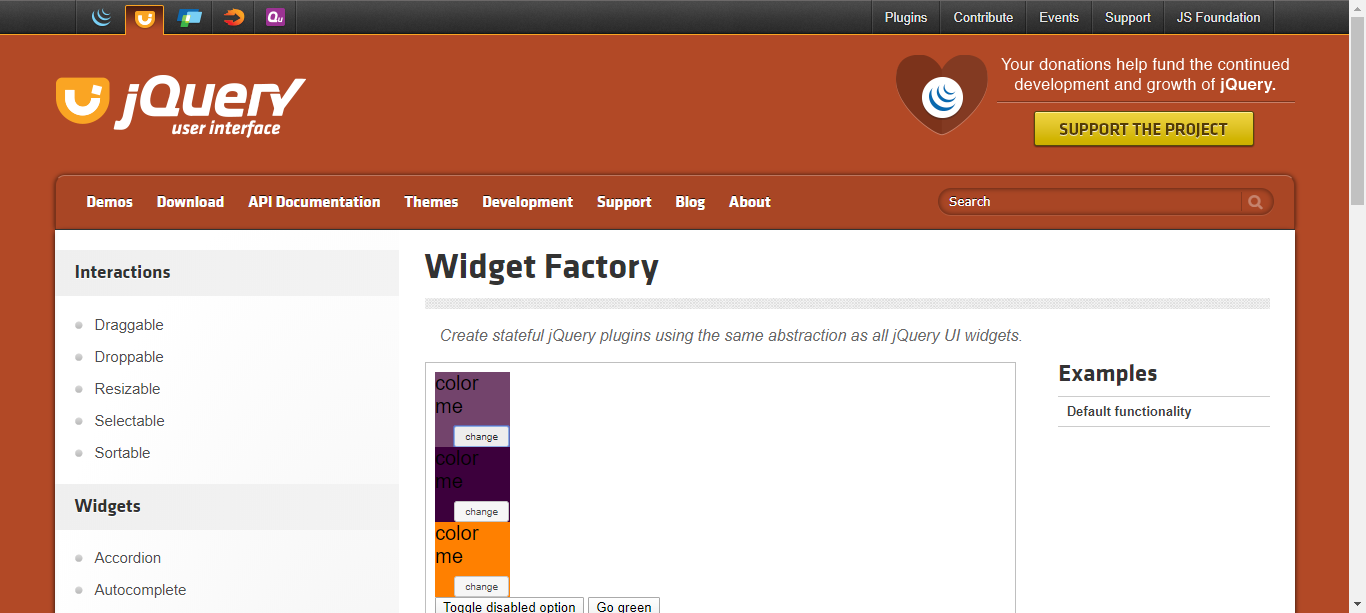 Qu
Plugins
Contribute
Events
Support
JS Foundation
jQuery
user interface
Your donations help fund the continued
development and growth of jQuery.
SUPPORT THE PROJECT
Demos
Download
API Documentation
Themes
Development
Support
Blog
About
Search
Interactions
Draggable
Droppable
Resizable
Selectable
Sortable
Widgets
Accordion
Autocomplete
Widget Factory
Create stateful jQuery plugins using the same abstraction as all jQuery UI widgets.
color
me
change
color
me
change
color
me
change
Toggle disabled option
Go green
Examples
Default functionality